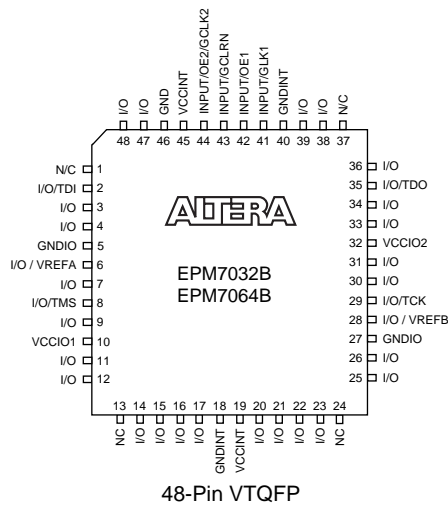 I/O
I/O
GND
VCCINT
INPUT/OE2/GCLK2
INPUT/GCLRN
INPUT/OE1
INPUT/GLK1
GNDINT
I/O
I/O
N/C
48 47 46 45 44 43 42 41 40 39 38 37
N/C 1
I/O/TDI 2
I/O 3
I/O 4
GNDIO 5
I/O / VREFA 6
I/O 7
I/O/TMS 8
I/O 9
VCCIO1 10
I/O 11
I/O 12
ALTERA
EPM7032B
EPM7064B
36 I/O
35 I/O/TDO
34 I/O
33 I/O
32 VCCIO2
31 I/O
30 I/O
29 I/O/TCK
28 I/O / VREFB
27 GNDIO
26 I/O
25 I/O
13 14 15 16 17 18 19 20 21 22 23 24
NC
I/O
I/O
I/O
I/O
GNDINT
VCCINT
I/O
I/O
I/O
I/O
NC
48-Pin VTQFP